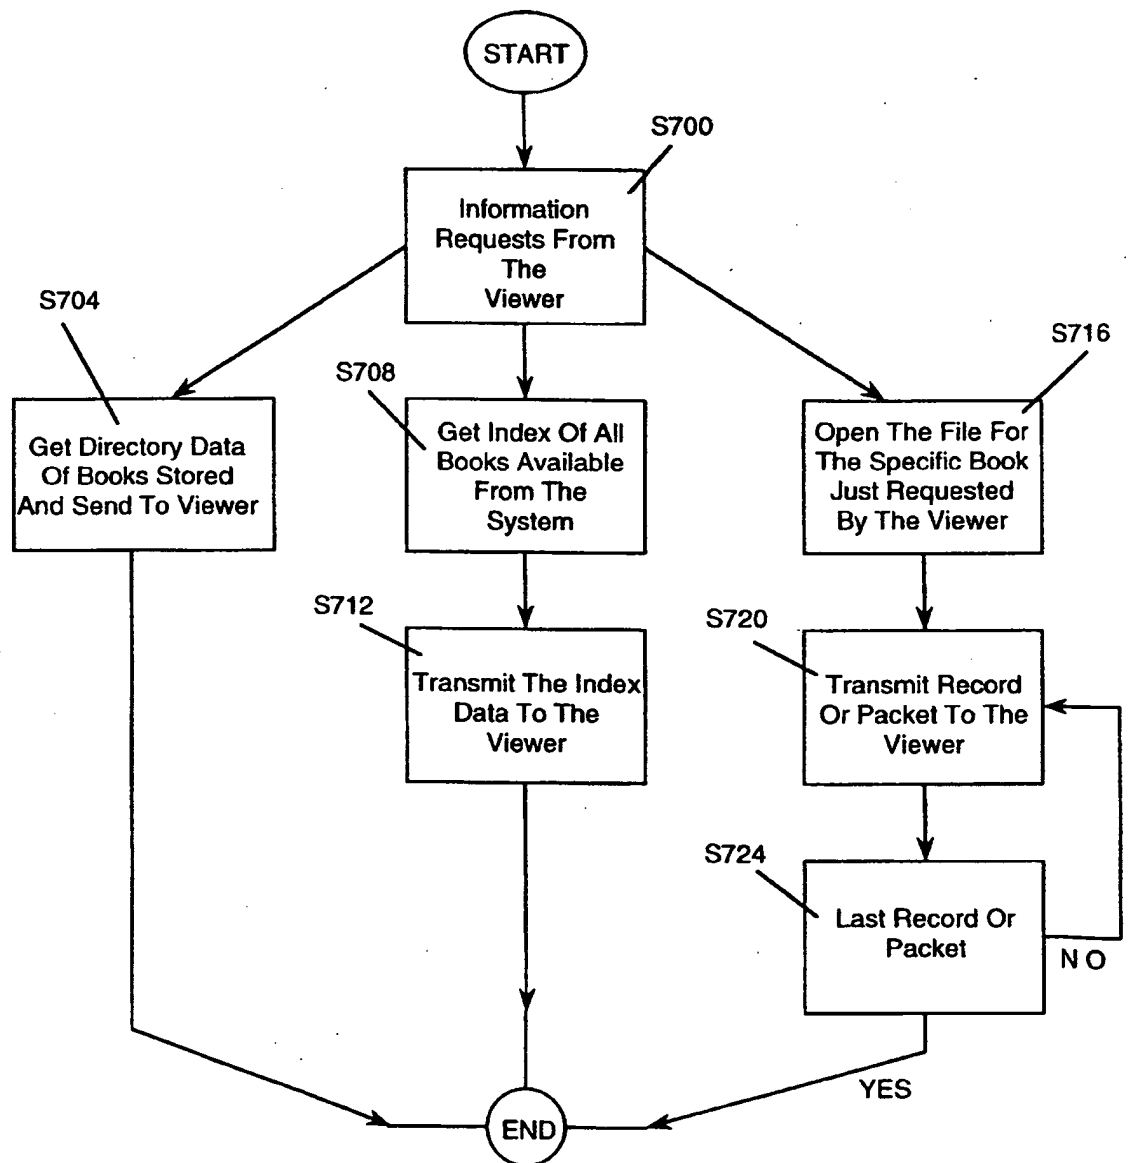 START
S700
Information
Requests From
The
Viewer
S704
Get Directory Data
Of Books Stored
And Send To Viewer
S708
Get Index Of All
Books Available
From The
System
S716
Open The File For
The Specific Book
Just Requested
By The Viewer
S712
Transmit The Index
Data To The
Viewer
S720
Transmit Record
Or Packet To The
Viewer
S724
Last Record Or
Packet
NO
YES
END